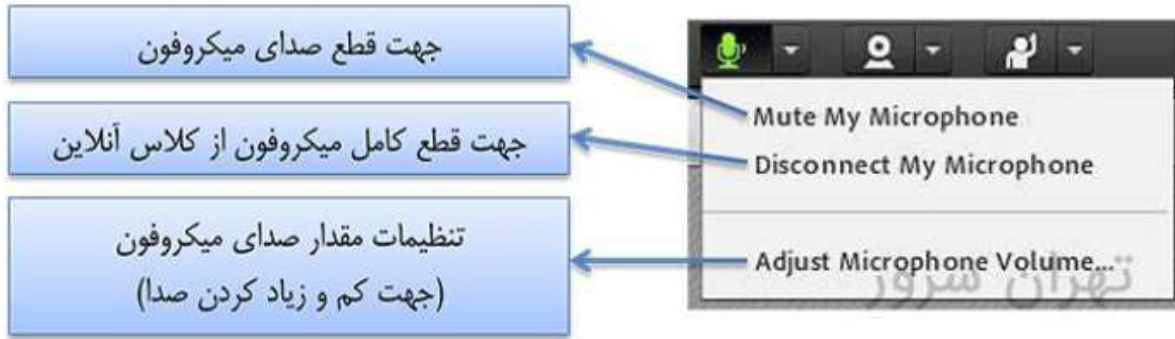 جهت قطع صدای میکروفون
جهت قطع کامل میکروفون از کلاس آنلاین
تنظیمات مقدار صدای میکروفون
(جهت کم و زیاد کردن صدا)
Mute My Microphone
Disconnect My Microphone
Adjust Microphone Volume...
تهران سرور